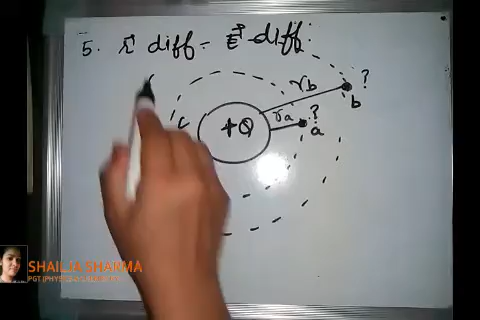 5. r⃗ diff - E⃗ diff:
rb ?
b
ra ?
a
+Q
SHAILJA SHARMA